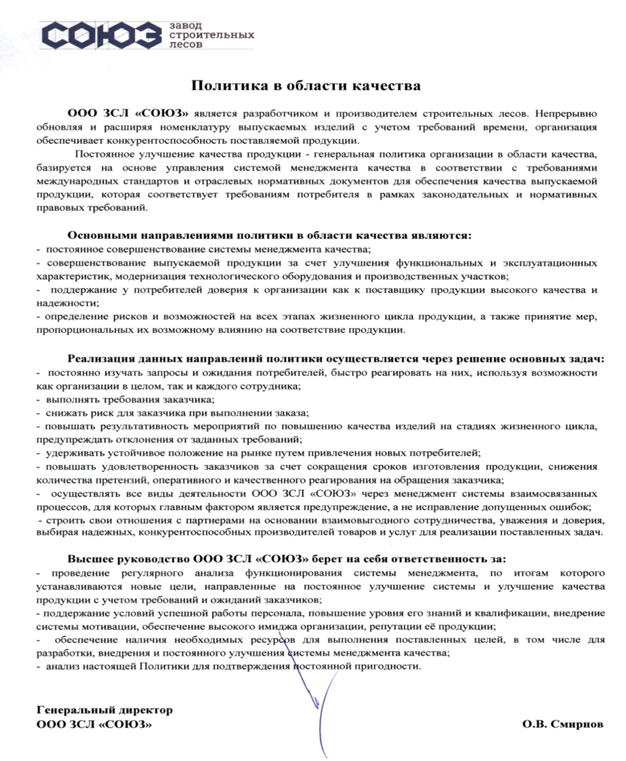 СОЮЗ
завод
строительных
лесов
Политика в области качества
ООО ЗСЛ «СОЮЗ» является разработчиком и производителем строительных лесов. Непрерывно
обновляя и расширяя номенклатуру выпускаемых изделий с учетом требований времени, организация
обеспечивает конкурентоспособность поставляемой продукции.
Постоянное улучшение качества продукции - генеральная политика организации в области качества,
базируется на основе управления системой менеджмента качества в соответствии с требованиями
международных стандартов и отраслевых нормативных документов для обеспечения качества выпускаемой
продукции, которая соответствует требованиям потребителя в рамках законодательных и нормативных
правовых требований.
Основными направлениями политики в области качества являются:
- постоянное совершенствование системы менеджмента качества;
- совершенствование выпускаемой продукции за счет улучшения функциональных и эксплуатационных
характеристик, модернизация технологического оборудования и производственных участков;
- поддержание у потребителей доверия к организации как к поставщику продукции высокого качества и
надежности;
- определение рисков и возможностей на всех этапах жизненного цикла продукции, а также принятие мер,
пропорциональных их возможному влиянию на соответствие продукции.
Реализация данных направлений политики осуществляется через решение основных задач:
- постоянно изучать запросы и ожидания потребителей, быстро реагировать на них, используя возможности
как организации в целом, так и каждого сотрудника;
- выполнять требования заказчика;
- снижать риск для заказчика при выполнении заказа;
- повышать результативность мероприятий по повышению качества изделий на стадиях жизненного цикла,
предупреждать отклонения от заданных требований;
- удерживать устойчивое положение на рынке путем привлечения новых потребителей;
- повышать удовлетворенность заказчиков за счет сокращения сроков изготовления продукции, снижения
количества претензий, оперативного и качественного реагирования на обращения заказчика;
- осуществлять все виды деятельности ООО ЗСЛ «СОЮЗ» через менеджмент системы взаимосвязанных
процессов, для которых главным фактором является предупреждение, а не исправление допущенных ошибок;
- строить свои отношения с партнерами на основании взаимовыгодного сотрудничества, уважения и доверия,
выбирая надежных, конкурентоспособных производителей товаров и услуг для реализации поставленных задач.
Высшее руководство ООО ЗСЛ «СОЮЗ» берет на себя ответственность за:
- проведение регулярного анализа функционирования системы менеджмента, по итогам которого
устанавливаются новые цели, направленные на постоянное улучшение системы и улучшение качества
продукции с учетом требований и ожиданий заказчиков;
- поддержание условий успешной работы персонала, повышение уровня его знаний и квалификации, внедрение
системы мотивации, обеспечение высокого имиджа организации, репутации её продукции;
- обеспечение наличия необходимых ресурсов для выполнения поставленных целей, в том числе для
разработки, внедрения и постоянного улучшения системы менеджмента качества;
- анализ настоящей Политики для подтверждения постоянной пригодности.
Генеральный директор
ООО ЗСЛ «СОЮЗ» О.В. Смирнов